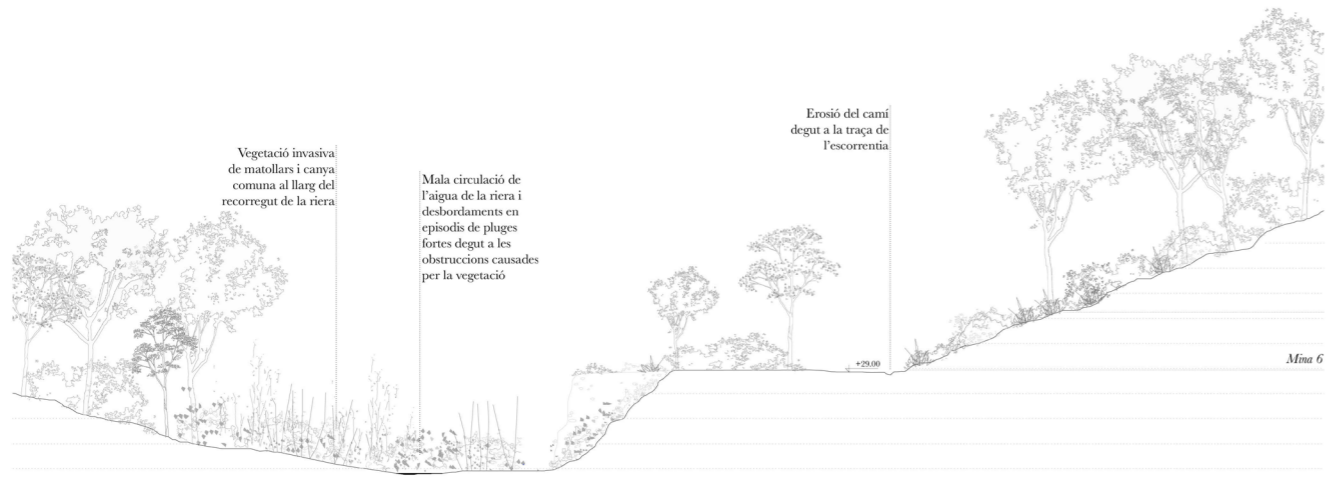 Vegetació invasiva
de matollars i canya
comuna al llarg del
recorregut de la riera
Mala circulació de
l’aigua de la riera i
desbordaments en
episodis de pluges
fortes degut a les
obstruccions causades
per la vegetació
Erosió del camí
degut a la traça de
l’escorrentia
+29.00
Mina 6